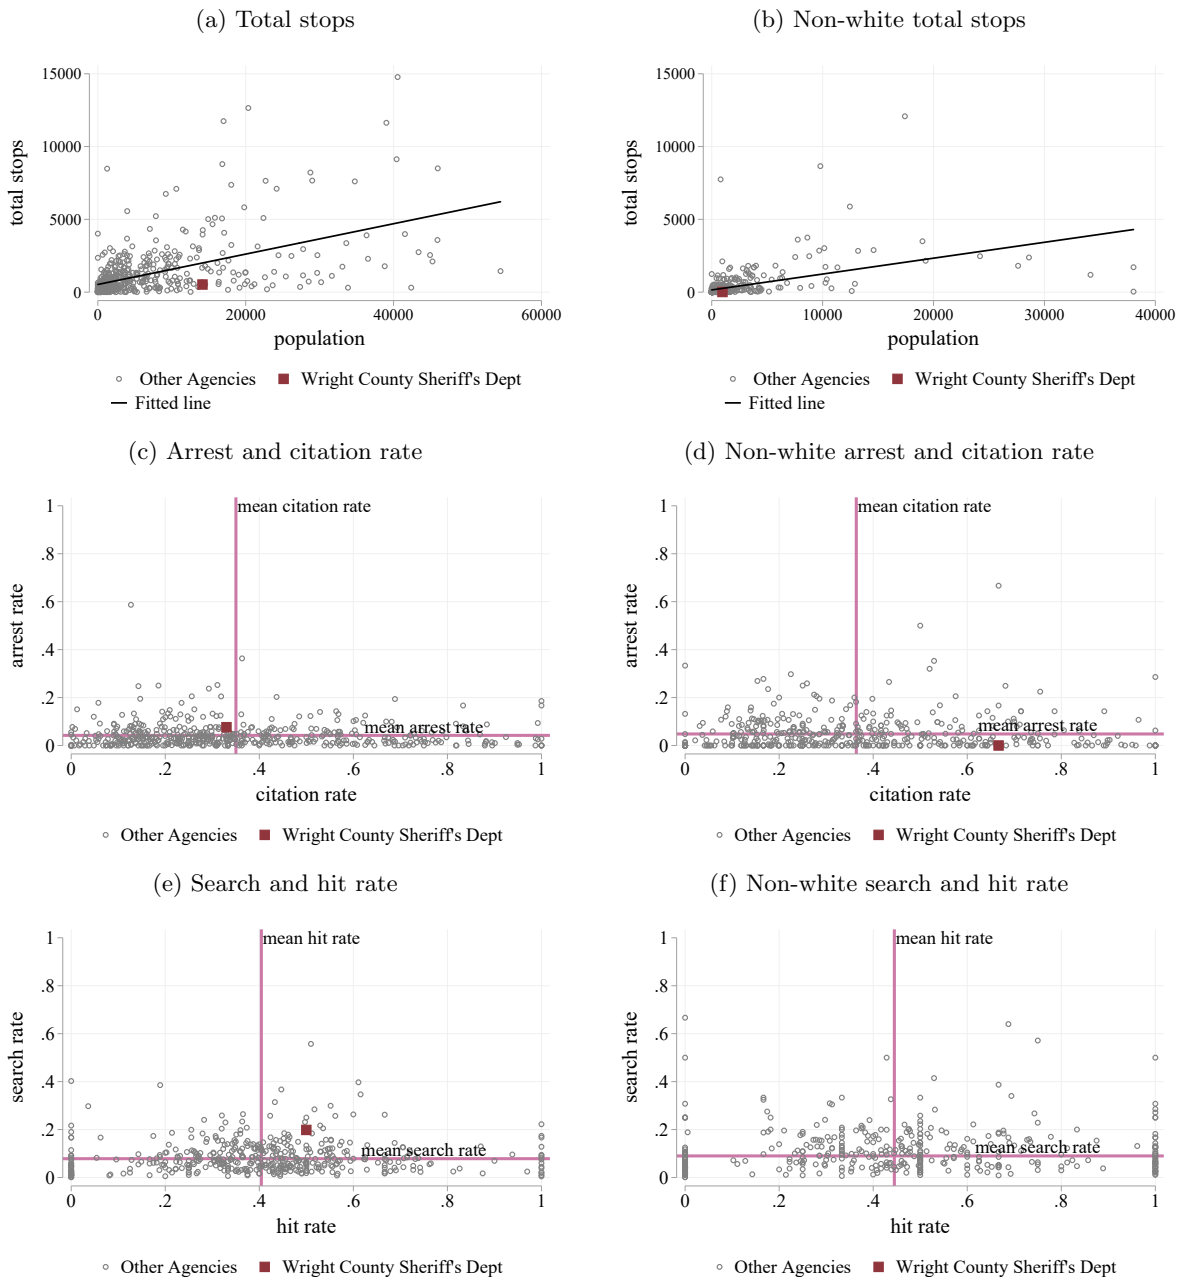 (a) Total stops
(b) Non-white total stops
total stops
15000
10000
5000
0
0 20000 40000 60000
population
Other Agencies Wright County Sheriff's Dept
Fitted line
total stops
15000
10000
5000
0
0 10000 20000 30000 40000
population
Other Agencies Wright County Sheriff's Dept
Fitted line
(c) Arrest and citation rate
(d) Non-white arrest and citation rate
arrest rate
1
.8
.6
.4
.2
0
mean citation rate
mean arrest rate
0 .2 .4 .6 .8 1
citation rate
Other Agencies Wright County Sheriff's Dept
arrest rate
1
.8
.6
.4
.2
0
mean citation rate
mean arrest rate
0 .2 .4 .6 .8 1
citation rate
Other Agencies Wright County Sheriff's Dept
(e) Search and hit rate
(f) Non-white search and hit rate
search rate
1
.8
.6
.4
.2
0
mean hit rate
mean search rate
0 .2 .4 .6 .8 1
hit rate
Other Agencies Wright County Sheriff's Dept
search rate
1
.8
.6
.4
.2
0
mean hit rate
mean search rate
0 .2 .4 .6 .8 1
hit rate
Other Agencies Wright County Sheriff's Dept